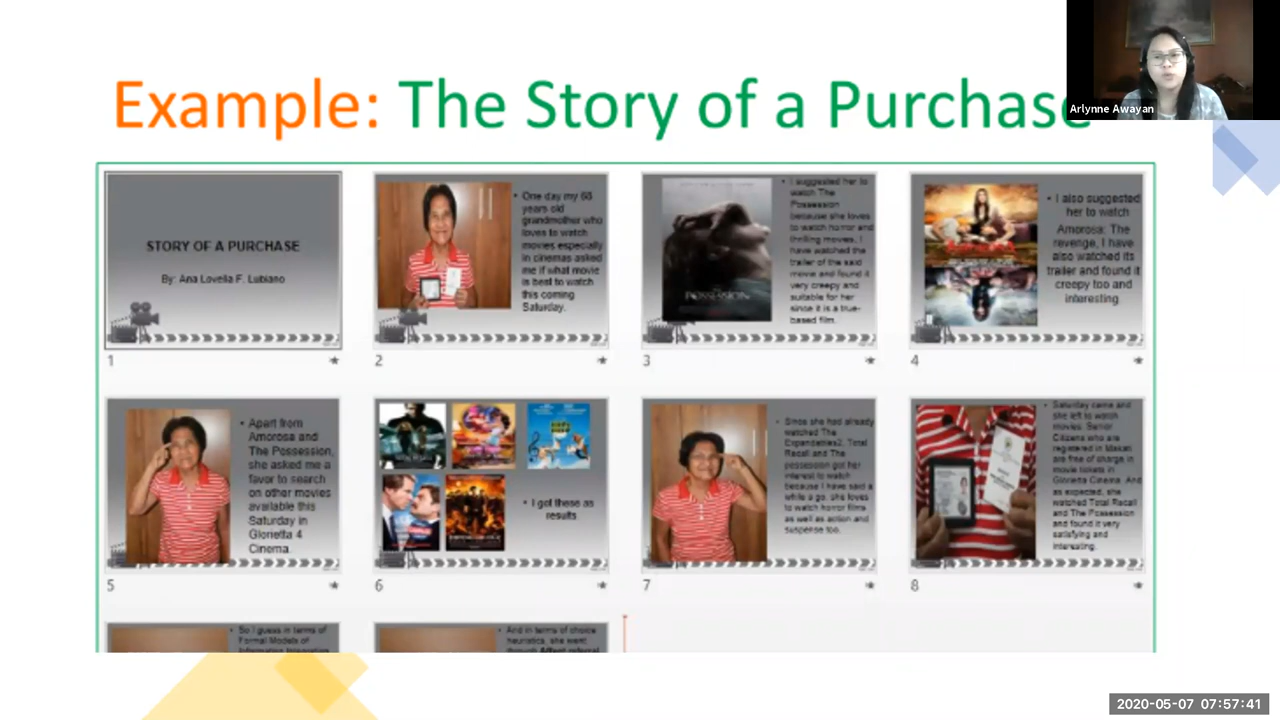 Example: The Story of a Purchase
Arlynne Awayan
STORY OF A PURCHASE
By: Ana Lovella F. Lubiano
1
• One day my 68
years old
grandmother who
loves to watch
movies especially
in cinemas asked
me if what movie
is best to watch
this coming
Saturday.
2
• I suggested her to
watch The
Possession
because she loves
to watch horror and
thrilling movies, I
have watched the
trailer of the said
movie and found it
very creepy and
suitable for her
since it is a true-
based film.
POSSESSION
3
• I also suggested
her to watch
Amorosa: The
revenge, I have
also watched its
trailer and found it
creepy too and
interesting.
4
• Apart from
Amorosa and
The Possession,
she asked me a
favor to search
on other movies
available this
Saturday in
Glorietta 4
Cinema.
5
• I got these as
results
6
• Since she had already
watched The
Expendables2, Total
Recall and The
possession got her
interest to watch
because I have said a
while a go, she loves
to watch horror films
as well as action and
suspense too.
7
• Saturday came and
she left to watch
movies. Senior
Citizens who are
registered in Makati
are free of charge in
movie tickets in
Glorietta Cinema. And
as expected, she
watched Total Recall
and The Possession
and found it very
satisfying and
interesting.
8
• So I guess in terms of
Formal Models of
Information Integration
• And in terms of choice
heuristics, she went
through Affect referral
2020-05-07 07:57:41